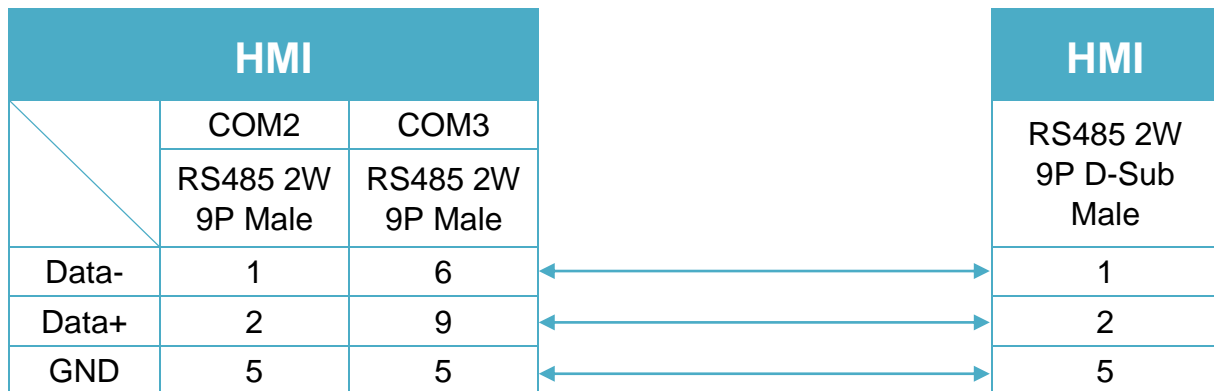 HMI HMI
COM2 COM3
RS485 2W
9P Male
RS485 2W
9P Male
RS485 2W
9P D-Sub
Male
Data- 1 6 1
Data+ 2 9 2
GND 5 5 5